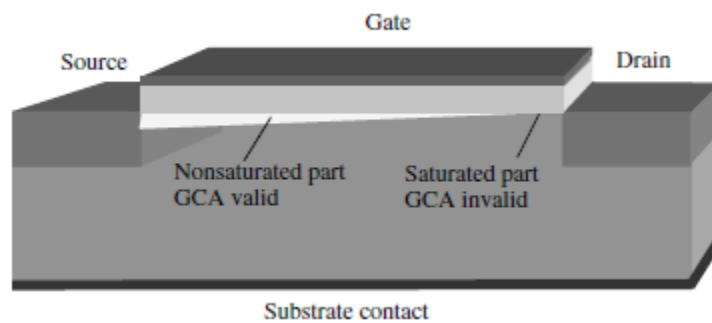 Gate
Source
Drain
Nonsaturated part
GCA valid
Saturated part
GCA invalid
Substrate contact